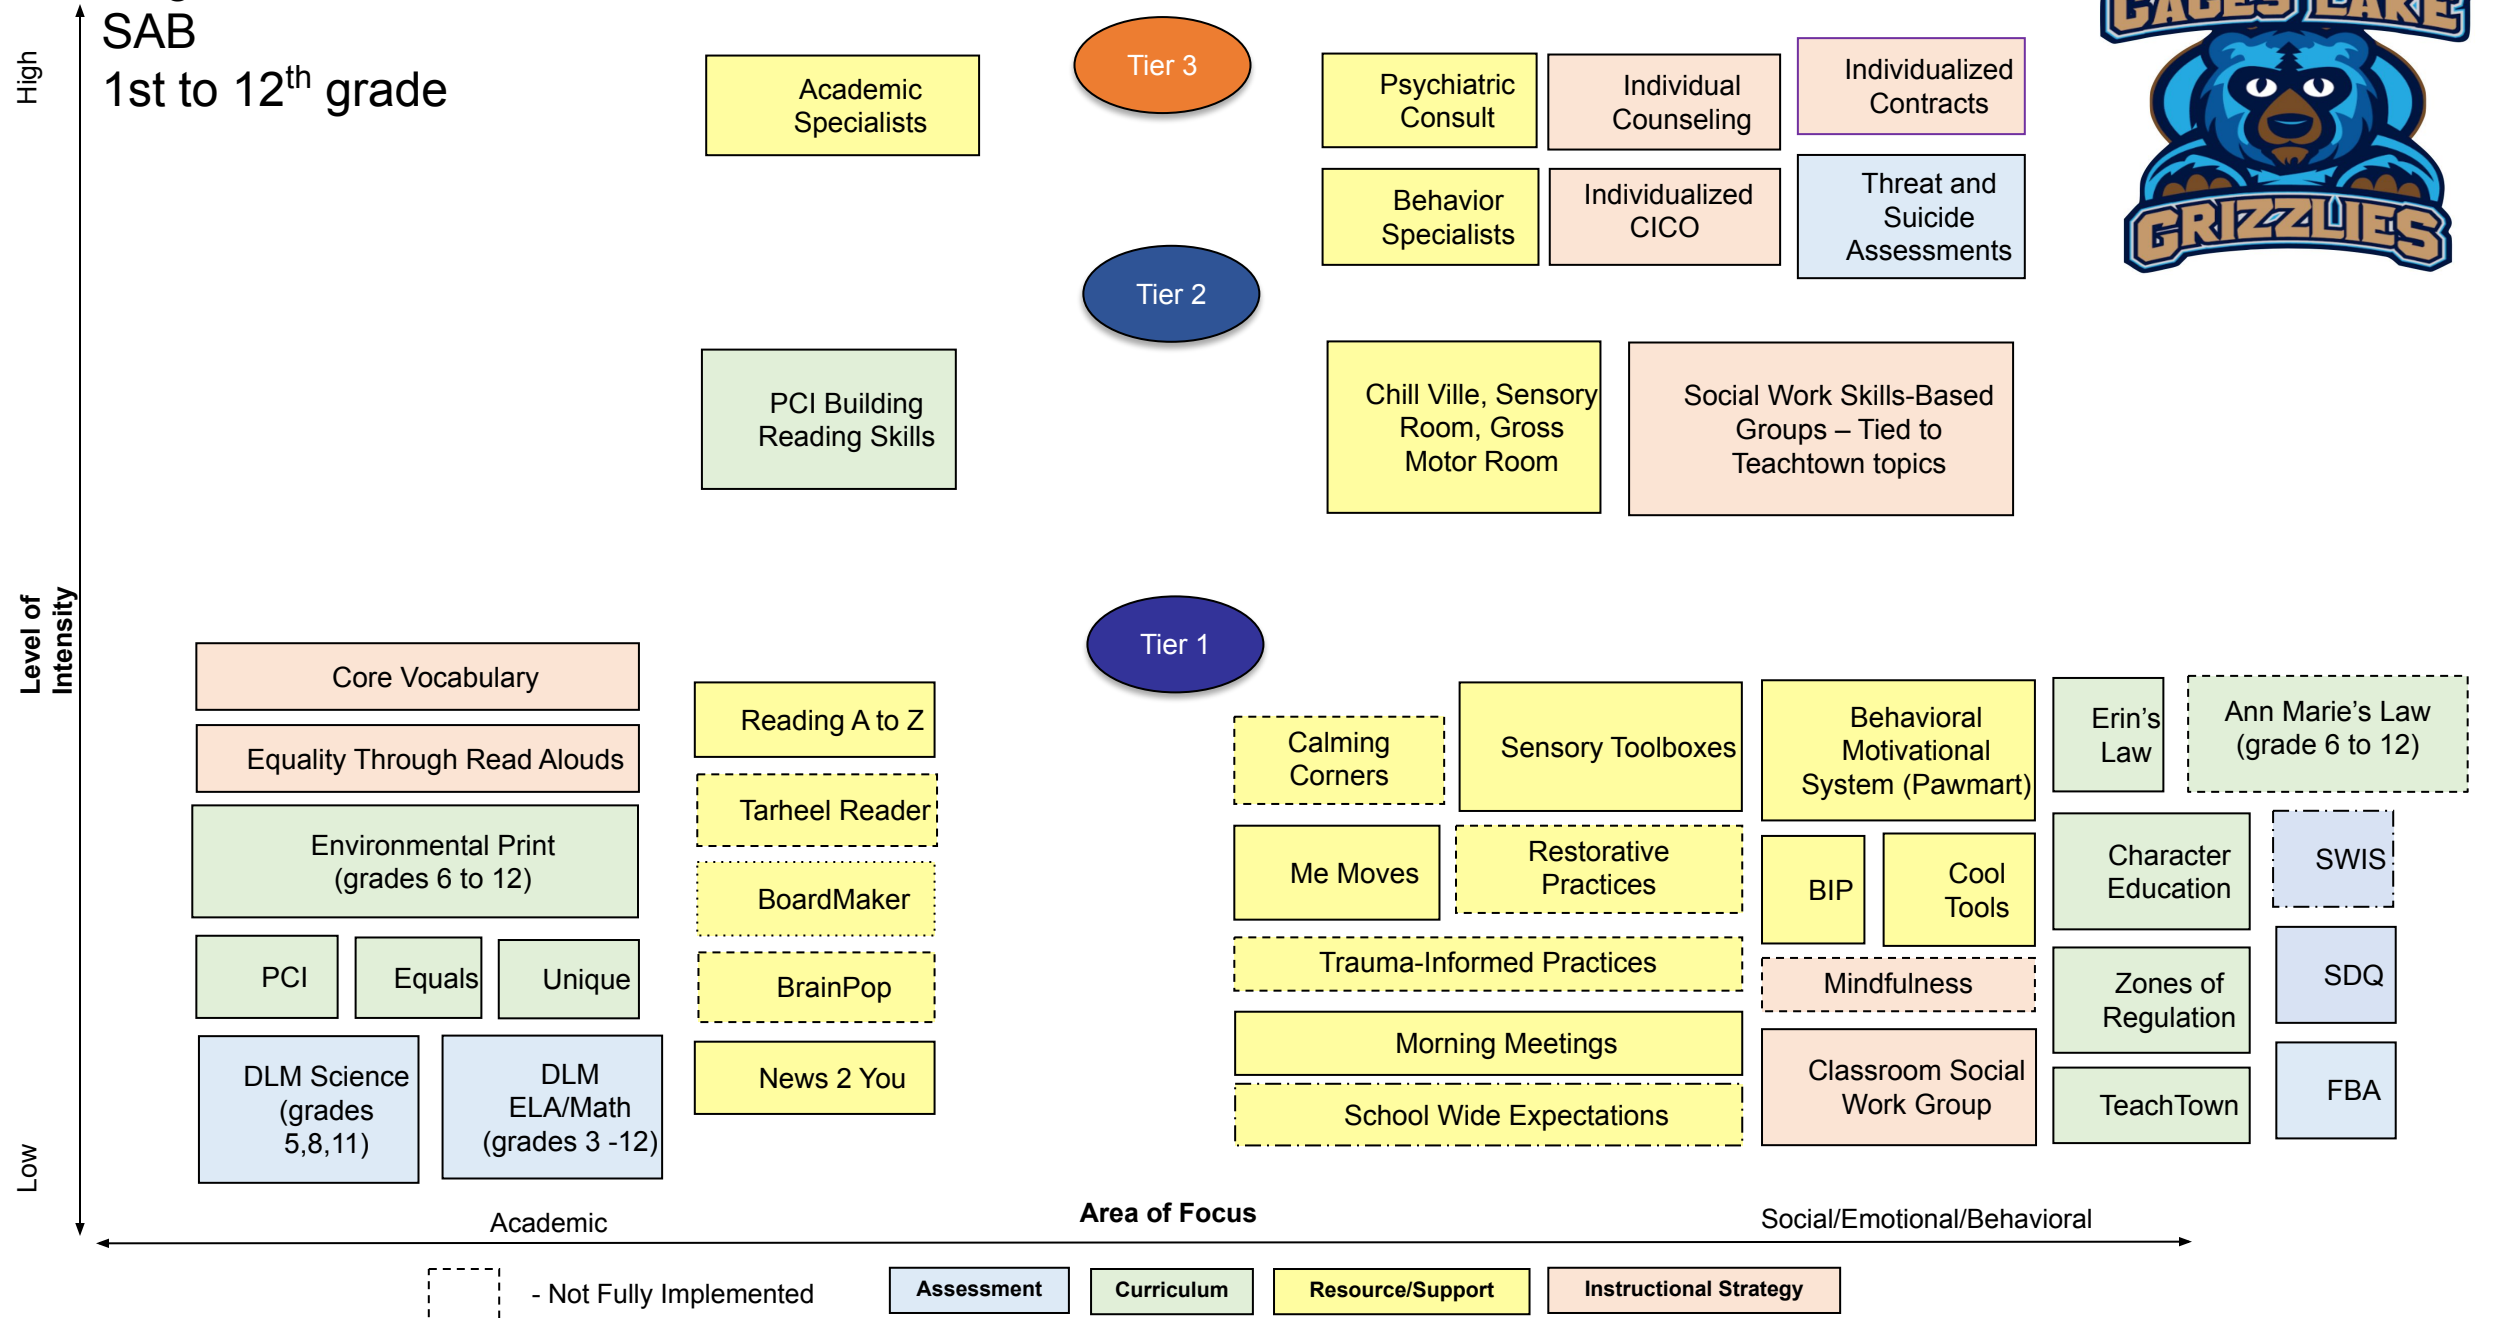 SAB
1st to 12th grade
High
Level of
Intensity
Low
GAGES LAKE
GRIZZLIES
Tier 3
Academic
Specialists
Psychiatric
Consult
Individual
Counseling
Individualized
Contracts
Behavior
Specialists
Individualized
CICO
Threat and
Suicide
Assessments
Tier 2
PCI Building
Reading Skills
Chill Ville, Sensory
Room, Gross
Motor Room
Social Work Skills-Based
Groups – Tied to
Teachtown topics
Tier 1
Core Vocabulary
Equality Through Read Alouds
Environmental Print
(grades 6 to 12)
PCI
Equals
Unique
DLM Science
(grades
5,8,11)
DLM
ELA/Math
(grades 3 -12)
Reading A to Z
Tarheel Reader
BoardMaker
BrainPop
News 2 You
Calming
Corners
Sensory Toolboxes
Me Moves
Restorative
Practices
Trauma-Informed Practices
Morning Meetings
School Wide Expectations
Behavioral
Motivational
System (Pawmart)
BIP
Cool
Tools
Mindfulness
Classroom Social
Work Group
Erin's
Law
Ann Marie’s Law
(grade 6 to 12)
Character
Education
SWIS
Zones of
Regulation
SDQ
TeachTown
FBA
Academic
Area of Focus
Social/Emotional/Behavioral
- Not Fully Implemented
Assessment
Curriculum
Resource/Support
Instructional Strategy